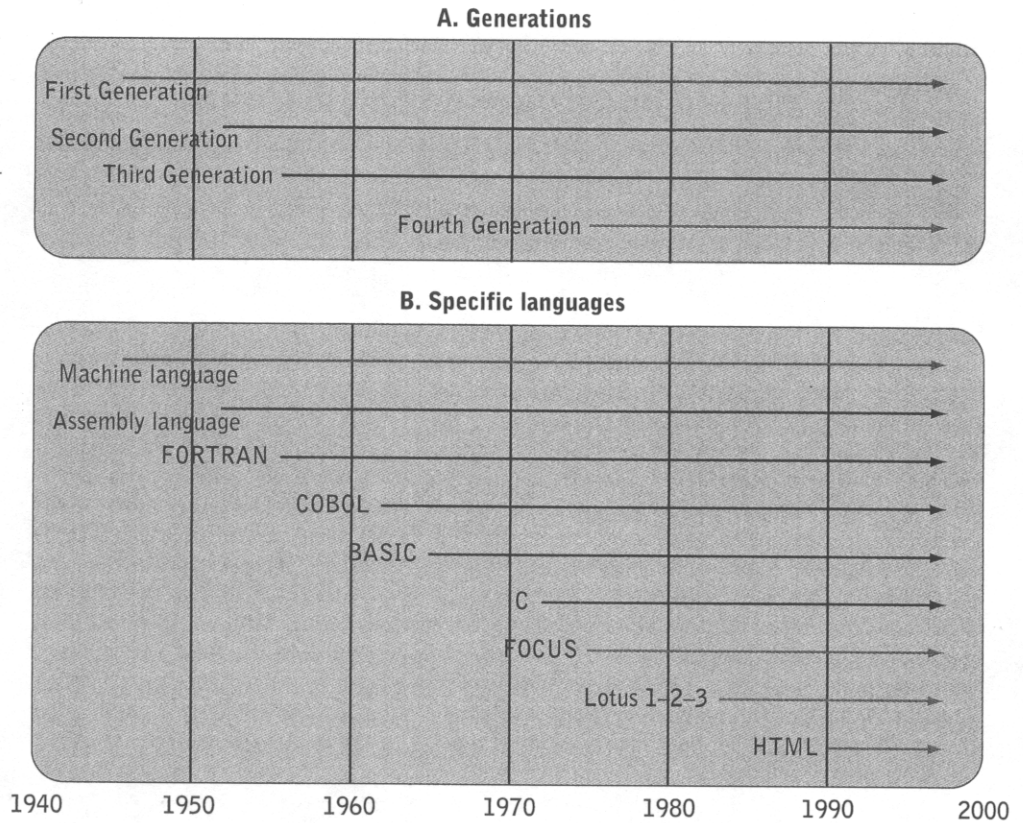 A. Generations
First Generation
Second Generation
Third Generation
Fourth Generation
B. Specific languages
Machine language
Assembly language
FORTRAN
COBOL
BASIC
C
FOCUS
Lotus 1–2–3
HTML
1940 1950 1960 1970 1980 1990 2000